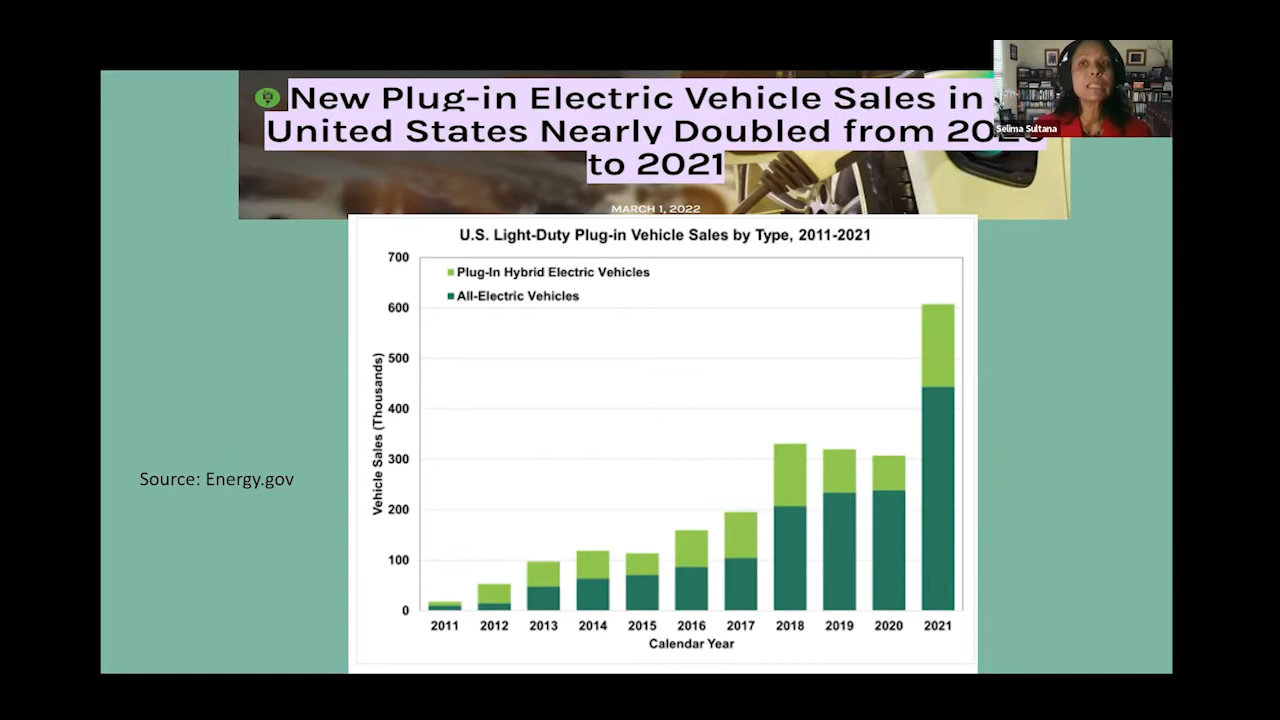 New Plug-in Electric Vehicle Sales in
United States Nearly Doubled from
to 2021
MARCH 1, 2022
Selima Sultana
U.S. Light-Duty Plug-in Vehicle Sales by Type, 2011-2021
Plug-In Hybrid Electric Vehicles
All-Electric Vehicles
Vehicle Sales (Thousands)
700
600
500
400
300
200
100
0
2011 2012 2013 2014 2015 2016 2017 2018 2019 2020 2021
Calendar Year
Source: Energy.gov